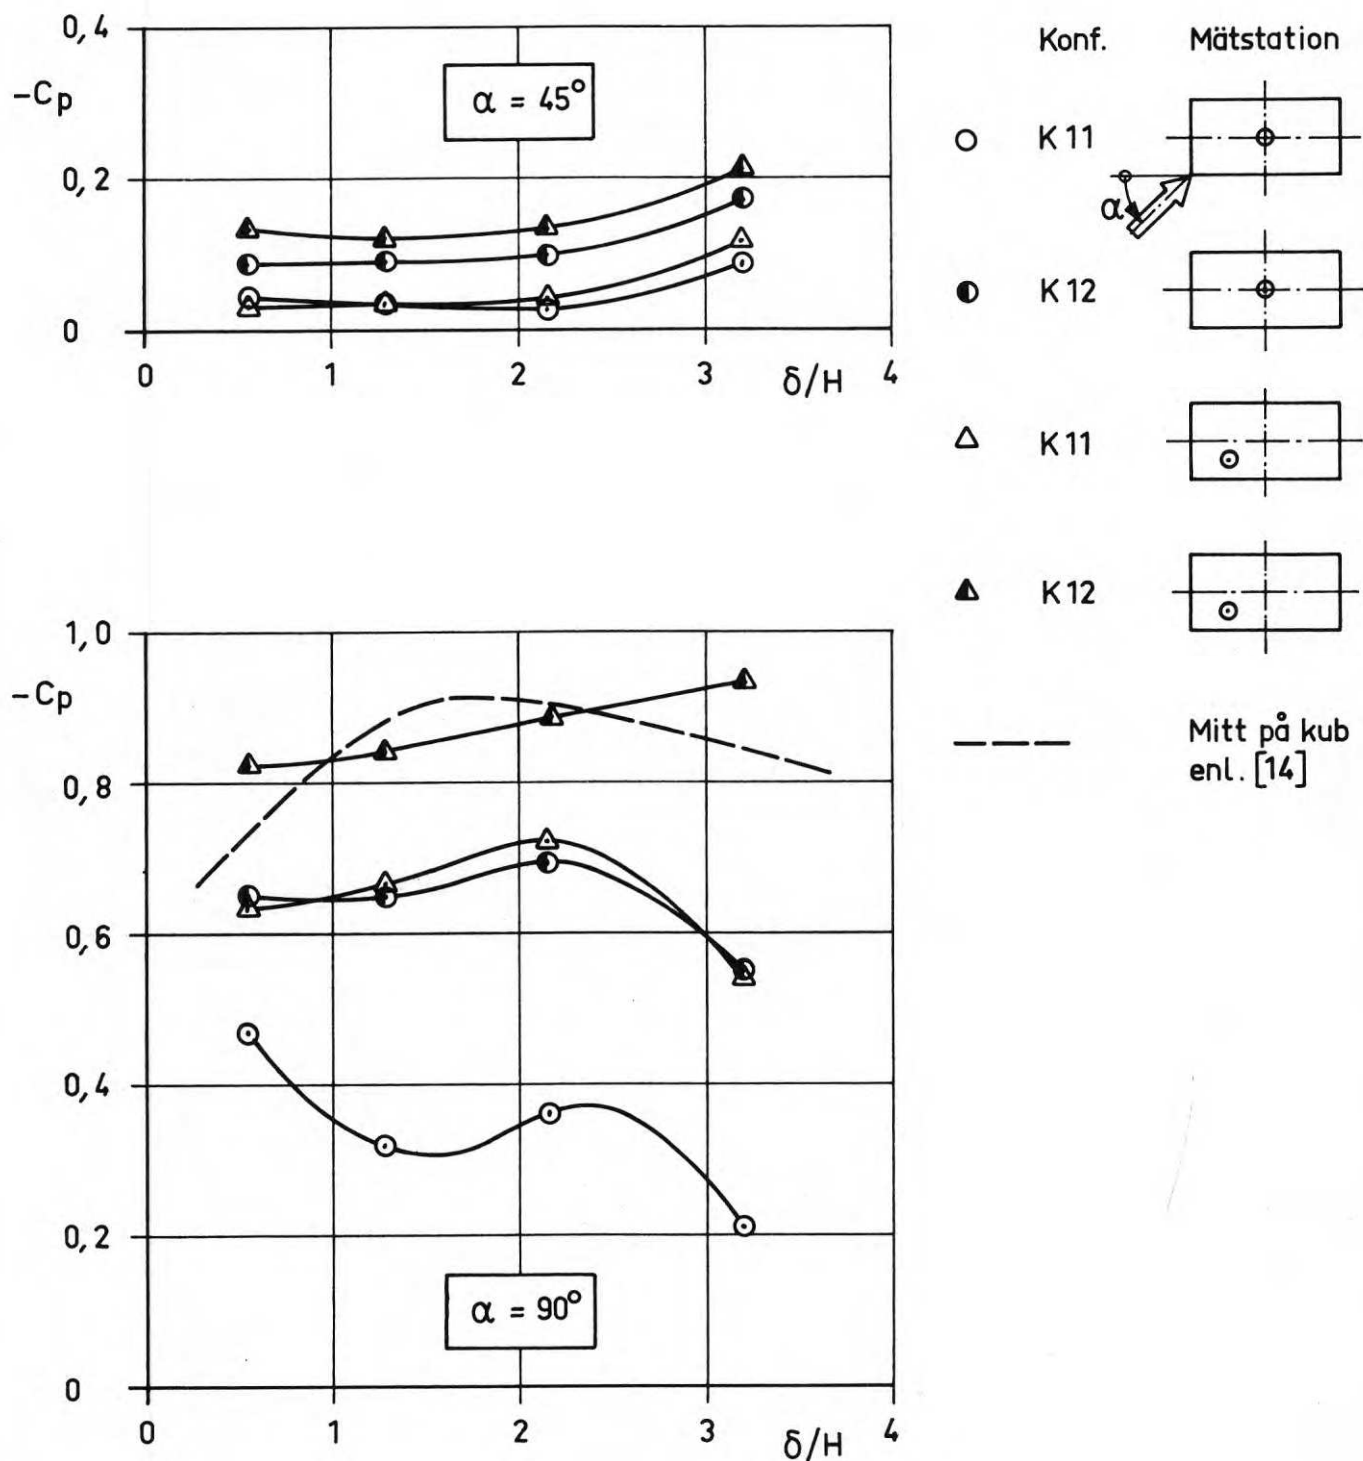 0,4
-Cp
α = 45°
0,2
0
0 1 2 3 δ/H 4
Konf. Mätstation
K 11
α
K 12
K 11
K 12
Mitt på kub
enl. [14]
1,0
-Cp
0,8
0,6
0,4
0,2
α = 90°
0
0 1 2 3 δ/H 4